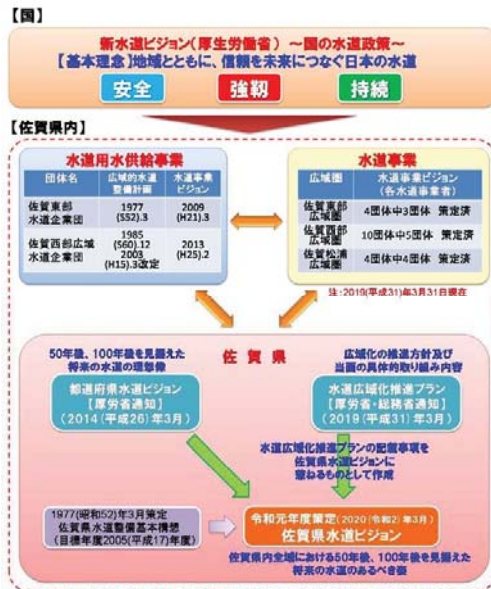 【国】
新水道ビジョン(厚生労働省) ～国の水道政策～
【基本理念】地域とともに、信頼を未来につなぐ日本の水道
安全 強靱 持続
【佐賀県内】
水道用水供給事業
団体名 広域的水道整備計画 水道事業ビジョン
佐賀東部水道企業団 1977(S52).3 2009(H21).3
佐賀西部広域水道企業団 1985(S60).12 2003(H15).3改定 2013(H25).2
水道事業
広域圏 水道事業ビジョン(各水道事業者)
佐賀東部広域圏 4団体中3団体 策定済
佐賀西部広域圏 10団体中5団体 策定済
佐賀松浦広域圏 4団体中4団体 策定済
注:2019(平成31)年3月31日現在
佐賀県
50年後、100年後を見据えた
将来の水道の理想像
都道府県水道ビジョン
【厚労省通知】
(2014(平成26)年3月)
広域化の推進方針及び
当面の具体的取り組み内容
水道広域化推進プラン
【厚労省・総務省通知】
(2019(平成31)年3月)
水道広域化推進プランの記載事項を
佐賀県水道ビジョンに
兼ねるものとして作成
1977(昭和52)年3月策定
佐賀県水道整備基本構想
(目標年度2005(平成17)年度)
令和元年度策定(2020(令和2)年3月)
佐賀県水道ビジョン
佐賀県内全域における50年後、100年後を見据えた
将来の水道のあるべき姿